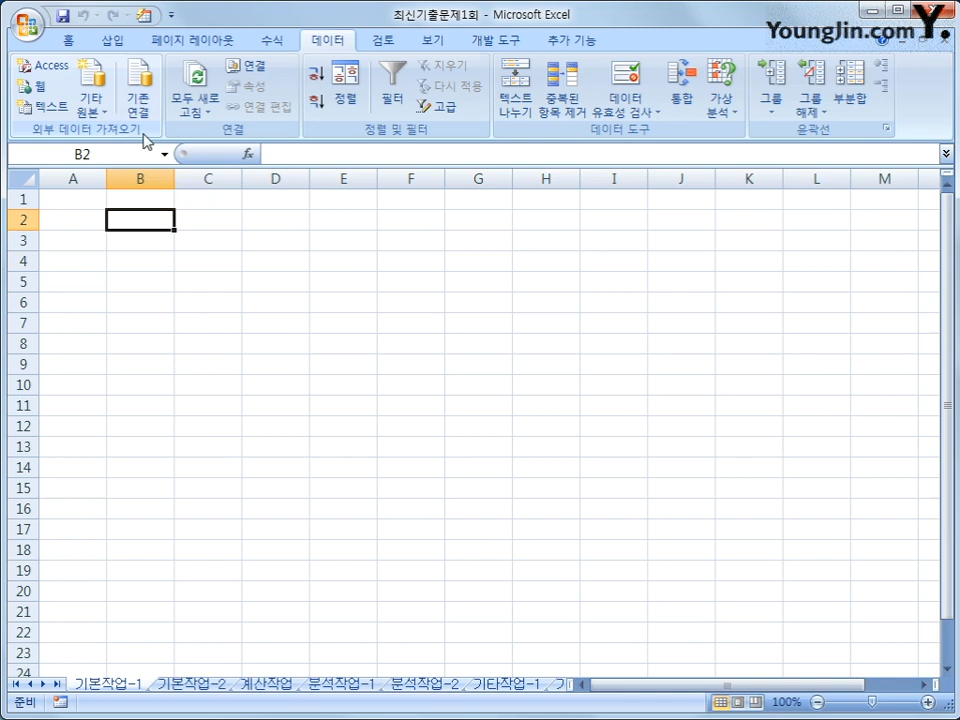 최신기출문제1회 - Microsoft Excel
YoungJin.com Y.
홈 삽입 페이지 레이아웃 수식 데이터 검토 보기 개발 도구 추가 기능
Access
웹
텍스트
기타 원본
기존 연결
외부 데이터 가져오기
모두 새로 고침
연결
속성
연결 편집
연결
정렬
필터
지우기
다시 적용
고급
정렬 및 필터
텍스트 나누기
중복된 항목 제거
데이터 유효성 검사
통합
가상 분석
데이터 도구
그룹
그룹 해제
부분합
윤곽선
B2 fx
A B C D E F G H I J K L M
1
2
3
4
5
6
7
8
9
10
11
12
13
14
15
16
17
18
19
20
21
22
23
24
기본작업-1 기본작업-2 계산작업 분석작업-1 분석작업-2 기타작업-1
준비 100%